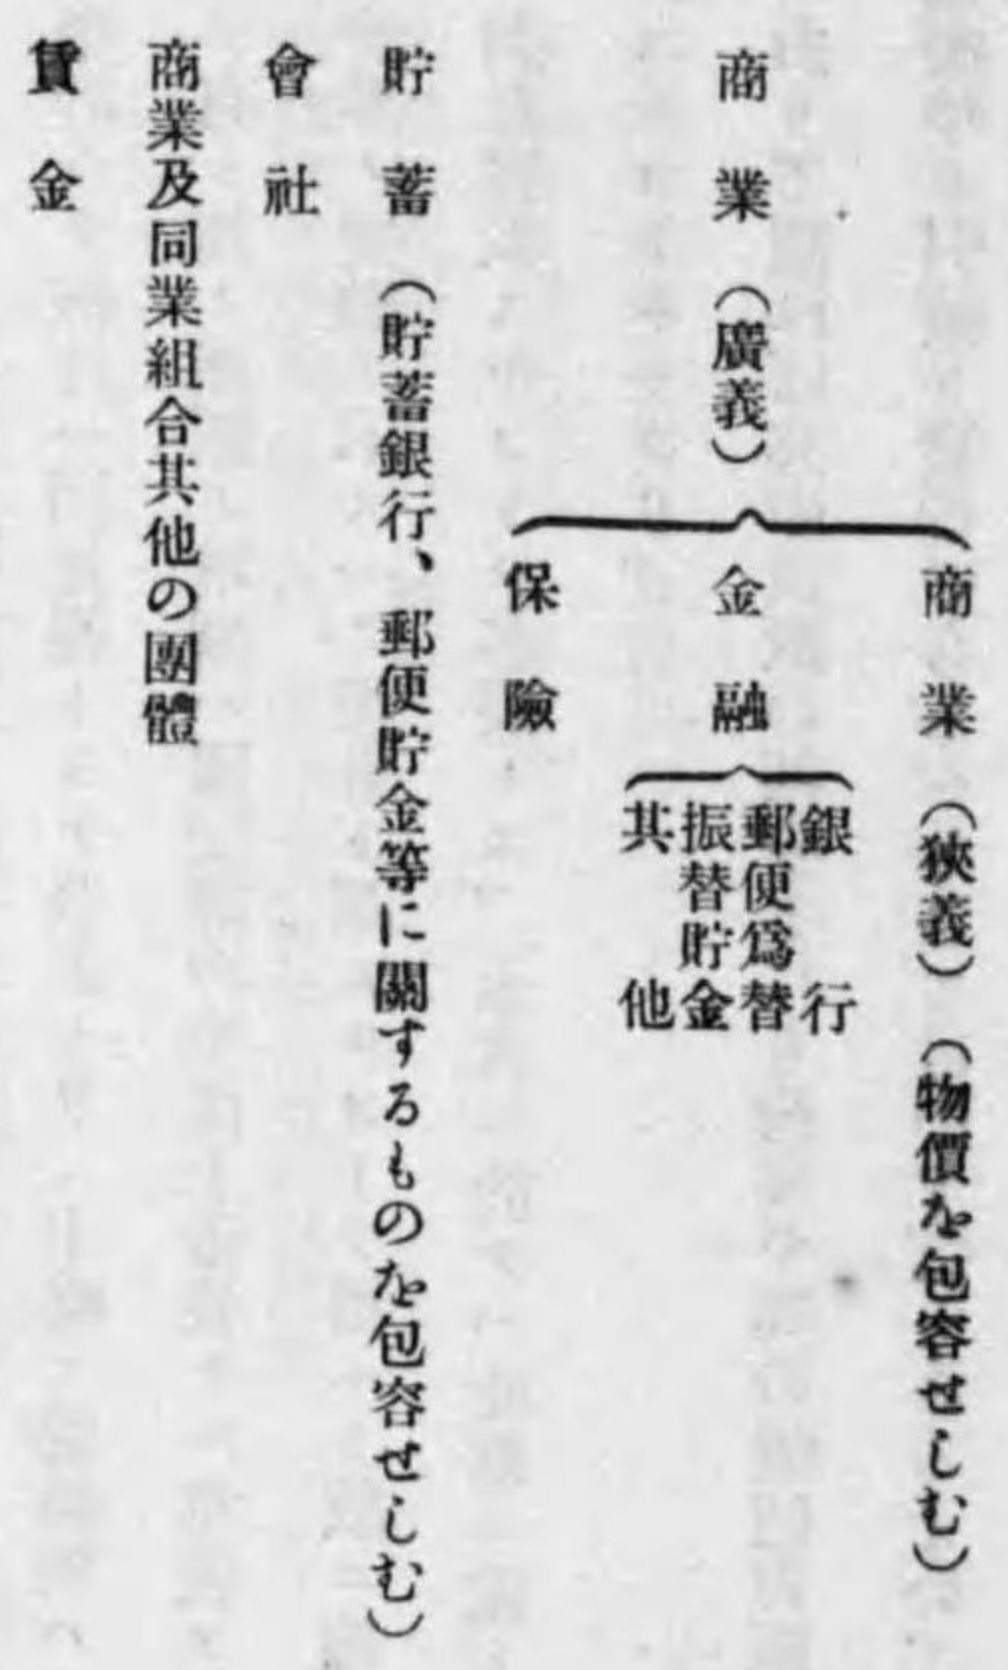 商業（廣義）
商業（狹義）（物價を包容せしむ）
金融
銀行
郵便爲替
振替貯金
其他
保險
貯蓄（貯蓄銀行、郵便貯金等に關するものを包容せしむ）
會社
商業及同業組合其他の團體
賃金